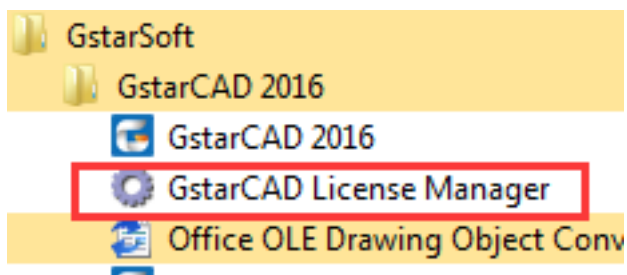 GstarSoft
GstarCAD 2016
GstarCAD 2016
GstarCAD License Manager
Office OLE Drawing Object Conv